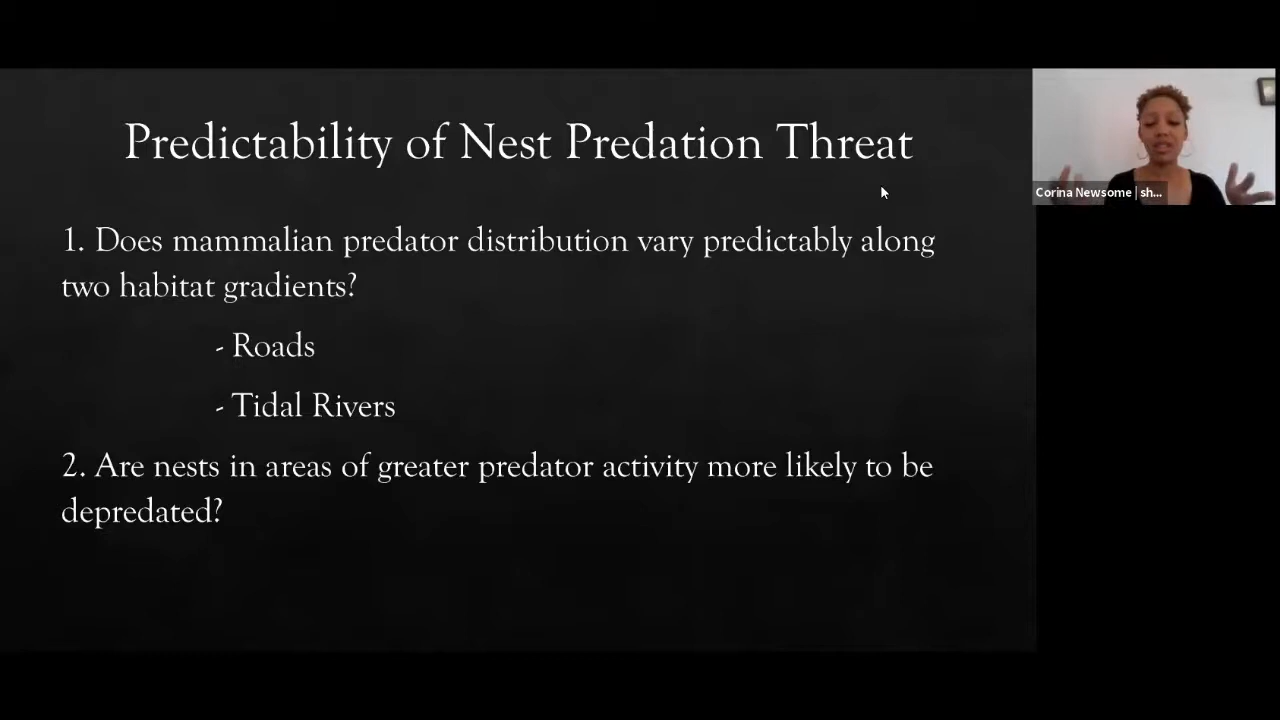 Predictability of Nest Predation Threat
Corina Newsome | sh...
1. Does mammalian predator distribution vary predictably along
two habitat gradients?
- Roads
- Tidal Rivers
2. Are nests in areas of greater predator activity more likely to be
depredated?